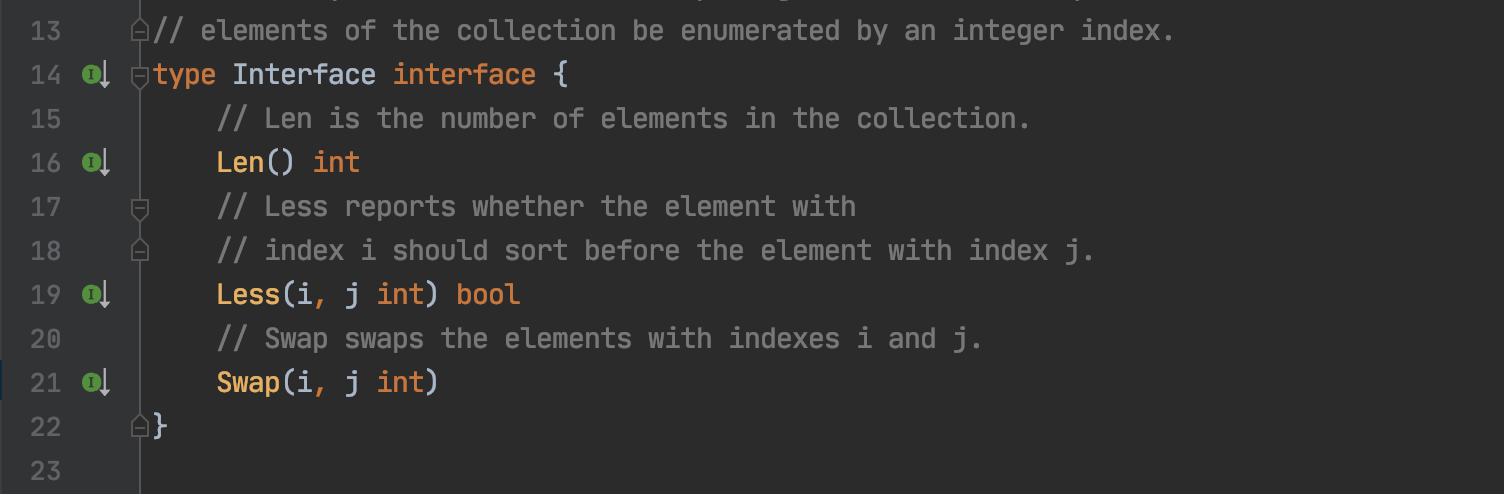 13 // elements of the collection be enumerated by an integer index.
14 type Interface interface {
15     // Len is the number of elements in the collection.
16     Len() int
17     // Less reports whether the element with
18     // index i should sort before the element with index j.
19     Less(i, j int) bool
20     // Swap swaps the elements with indexes i and j.
21     Swap(i, j int)
22 }
23